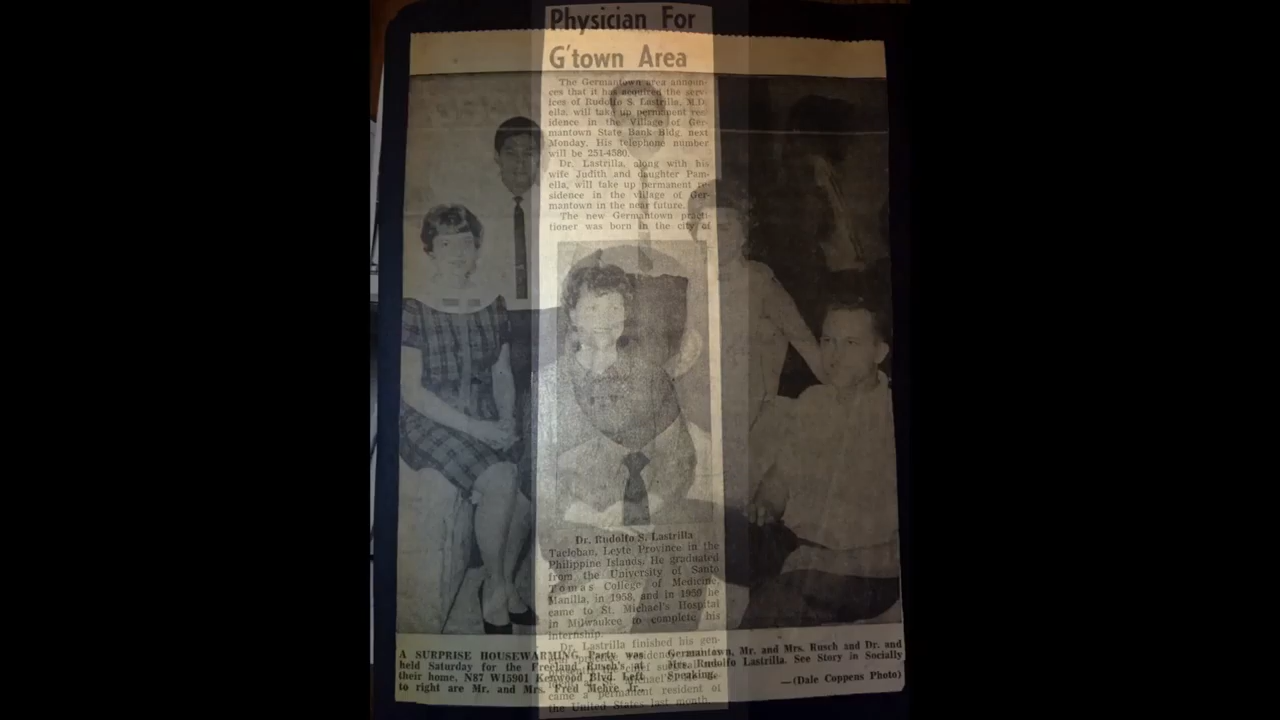 Physician For
G'town Area
The Germantown area announ-
ces that it has acquired the serv-
ices of Rudolfo S. Lastrilla, M.D.
ella, will take up permanent res-
idence in the Village of Ger-
mantown State Bank Bldg. next
Monday. His telephone number
will be 251-4580.
Dr. Lastrilla, along with his
wife Judith and daughter Pam-
ella, will take up permanent re-
sidence in the village of Ger-
mantown in the near future.
The new Germantown practi-
tioner was born in the city of
Dr. Rudolfo S. Lastrilla
Tacloban, Leyte Province in the
Philippine Islands. He graduated
from the University of Santo
Tomas College of Medicine,
Manilla, in 1958, and in 1959 he
came to St. Michael's Hospital
in Milwaukee to complete his
internship.
Dr. Lastrilla finished his gen-
came a permanent resident of
the United States last month.
A SURPRISE HOUSEWARMING Party was
held Saturday for the Freeland Rusch's at
their home, N87 W15901 Kenwood Blvd. Left
to right are Mr. and Mrs. Fred Mehre Jr.,
Germantown, Mr. and Mrs. Rusch and Dr. and
Mrs. Rudolfo Lastrilla. See Story in Socially
Speaking.
—(Dale Coppens Photo)